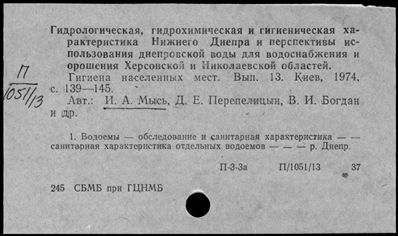 Гидрологическая, гидрохимическая и гигиеническая ха-
рактеристика Нижнего Днепра и перспективы ис-
пользования днепровской воды для водоснабжения и
орошения Херсонской и Николаевской областей.
Гигиена населенных мест. Вып. 13. Киев, 1974,
с. 139—145.
П
1051/13
Авт.: И. А. Мысь, Д. Е. Перепелицын, В. И. Богдан
и др.
1. Водоемы — обследование и санитарная характеристика — —
санитарная характеристика отдельных водоемов — — — р. Днепр.
П-3-3а П/1051/13 37
245 СБМБ при ГЦНМБ